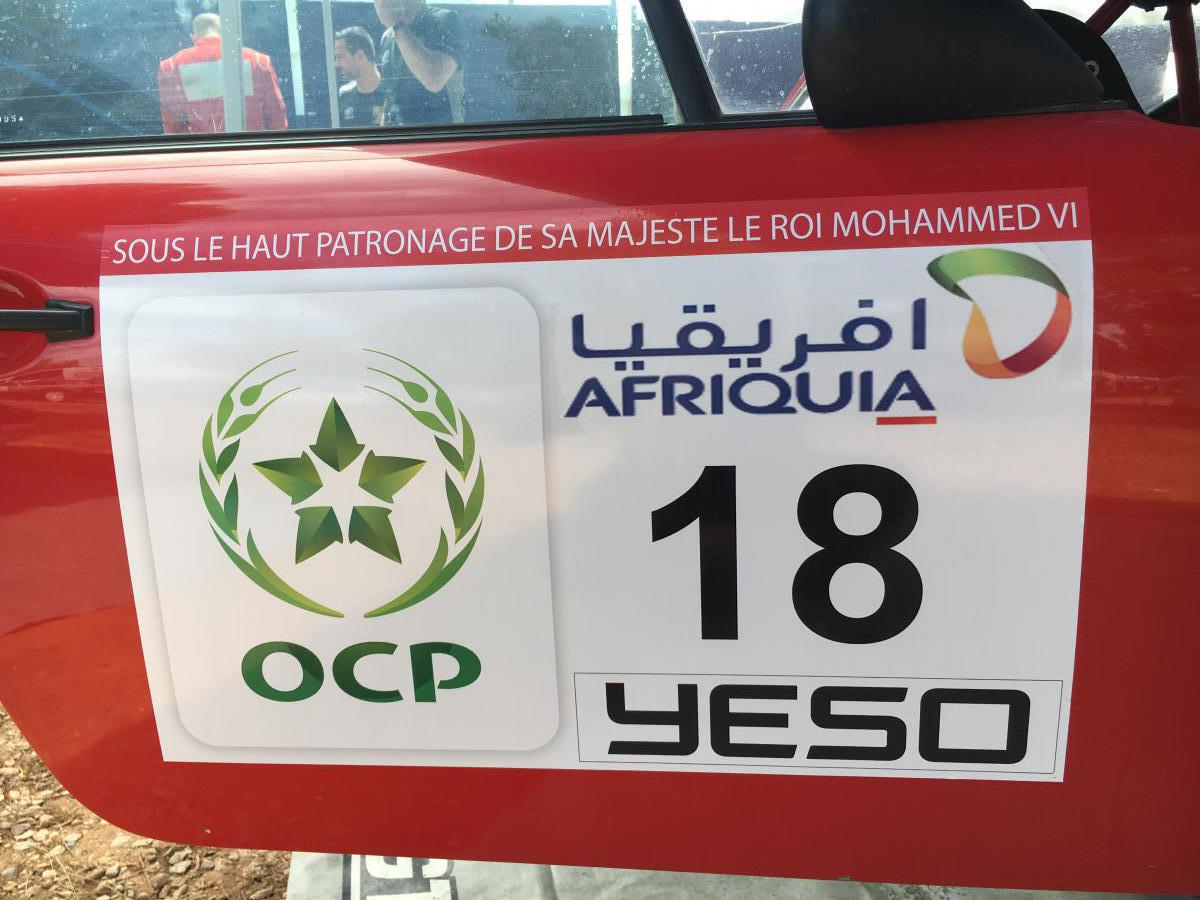 SOUS LE HAUT PATRONAGE DE SA MAJESTE LE ROI MOHAMMED VI
افريقيا
AFRIQUIA
OCP
18
YESO